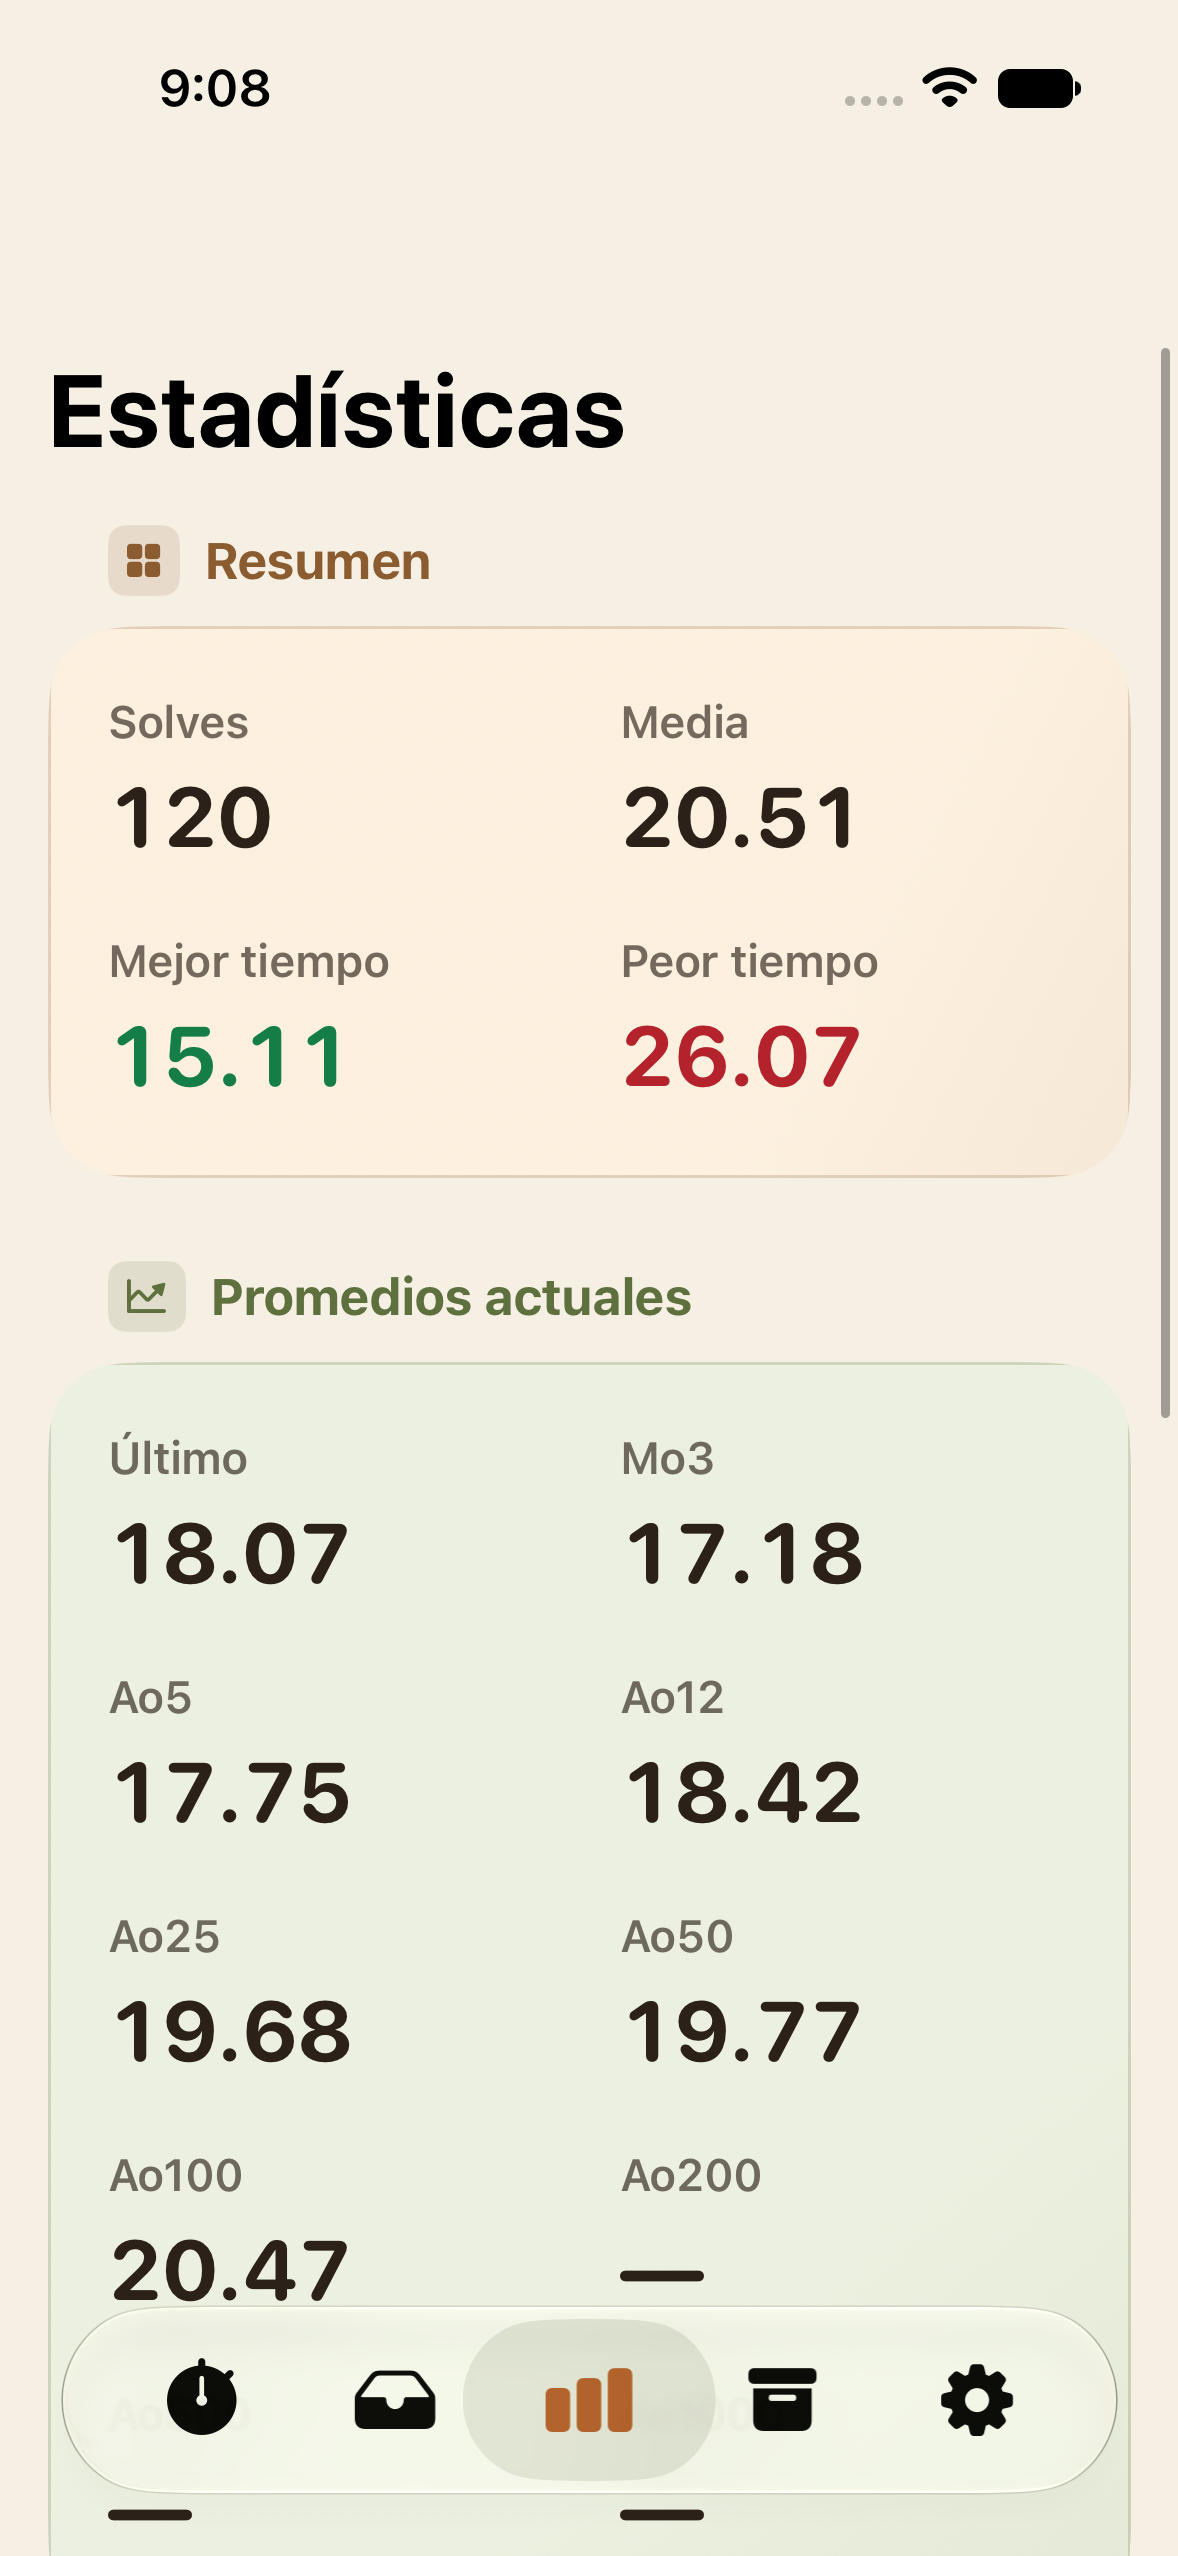 9:08
Estadísticas
Resumen
Solves Media
120 20.51
Mejor tiempo Peor tiempo
15.11 26.07
Promedios actuales
Último Mo3
18.07 17.18
Ao5 Ao12
17.75 18.42
Ao25 Ao50
19.68 19.77
Ao100 Ao200
20.47 —
— —